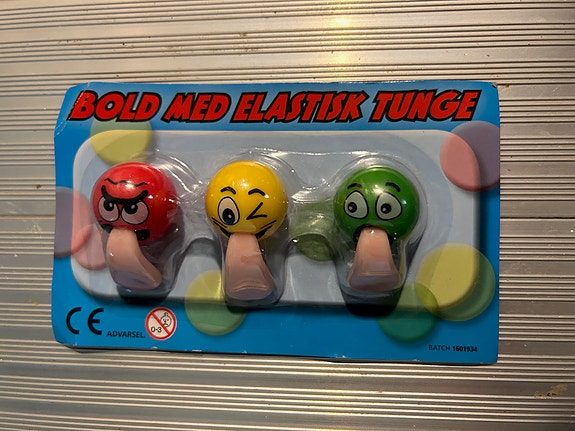 BOLD MED ELASTISK TUNGE
CE
ADVARSEL
0-3
BATCH 1601934